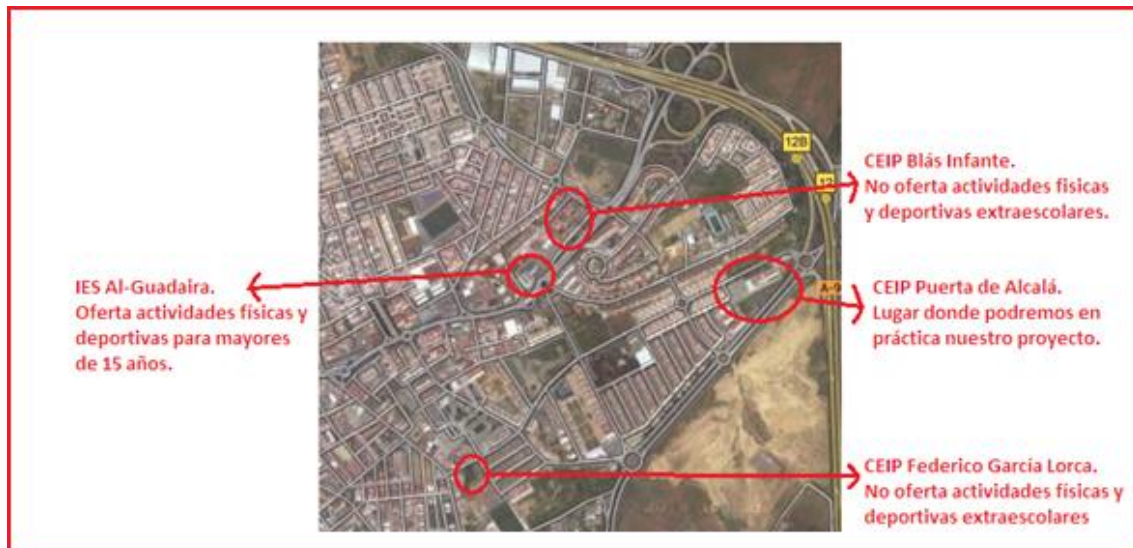 12B
CEIP Blás Infante.
No oferta actividades físicas
y deportivas extraescolares.
12
IES Al-Guadaira.
Oferta actividades físicas y
deportivas para mayores
de 15 años.
CEIP Puerta de Alcalá.
Lugar donde podremos en
práctica nuestro proyecto.
CEIP Federico García Lorca.
No oferta actividades físicas y
deportivas extraescolares